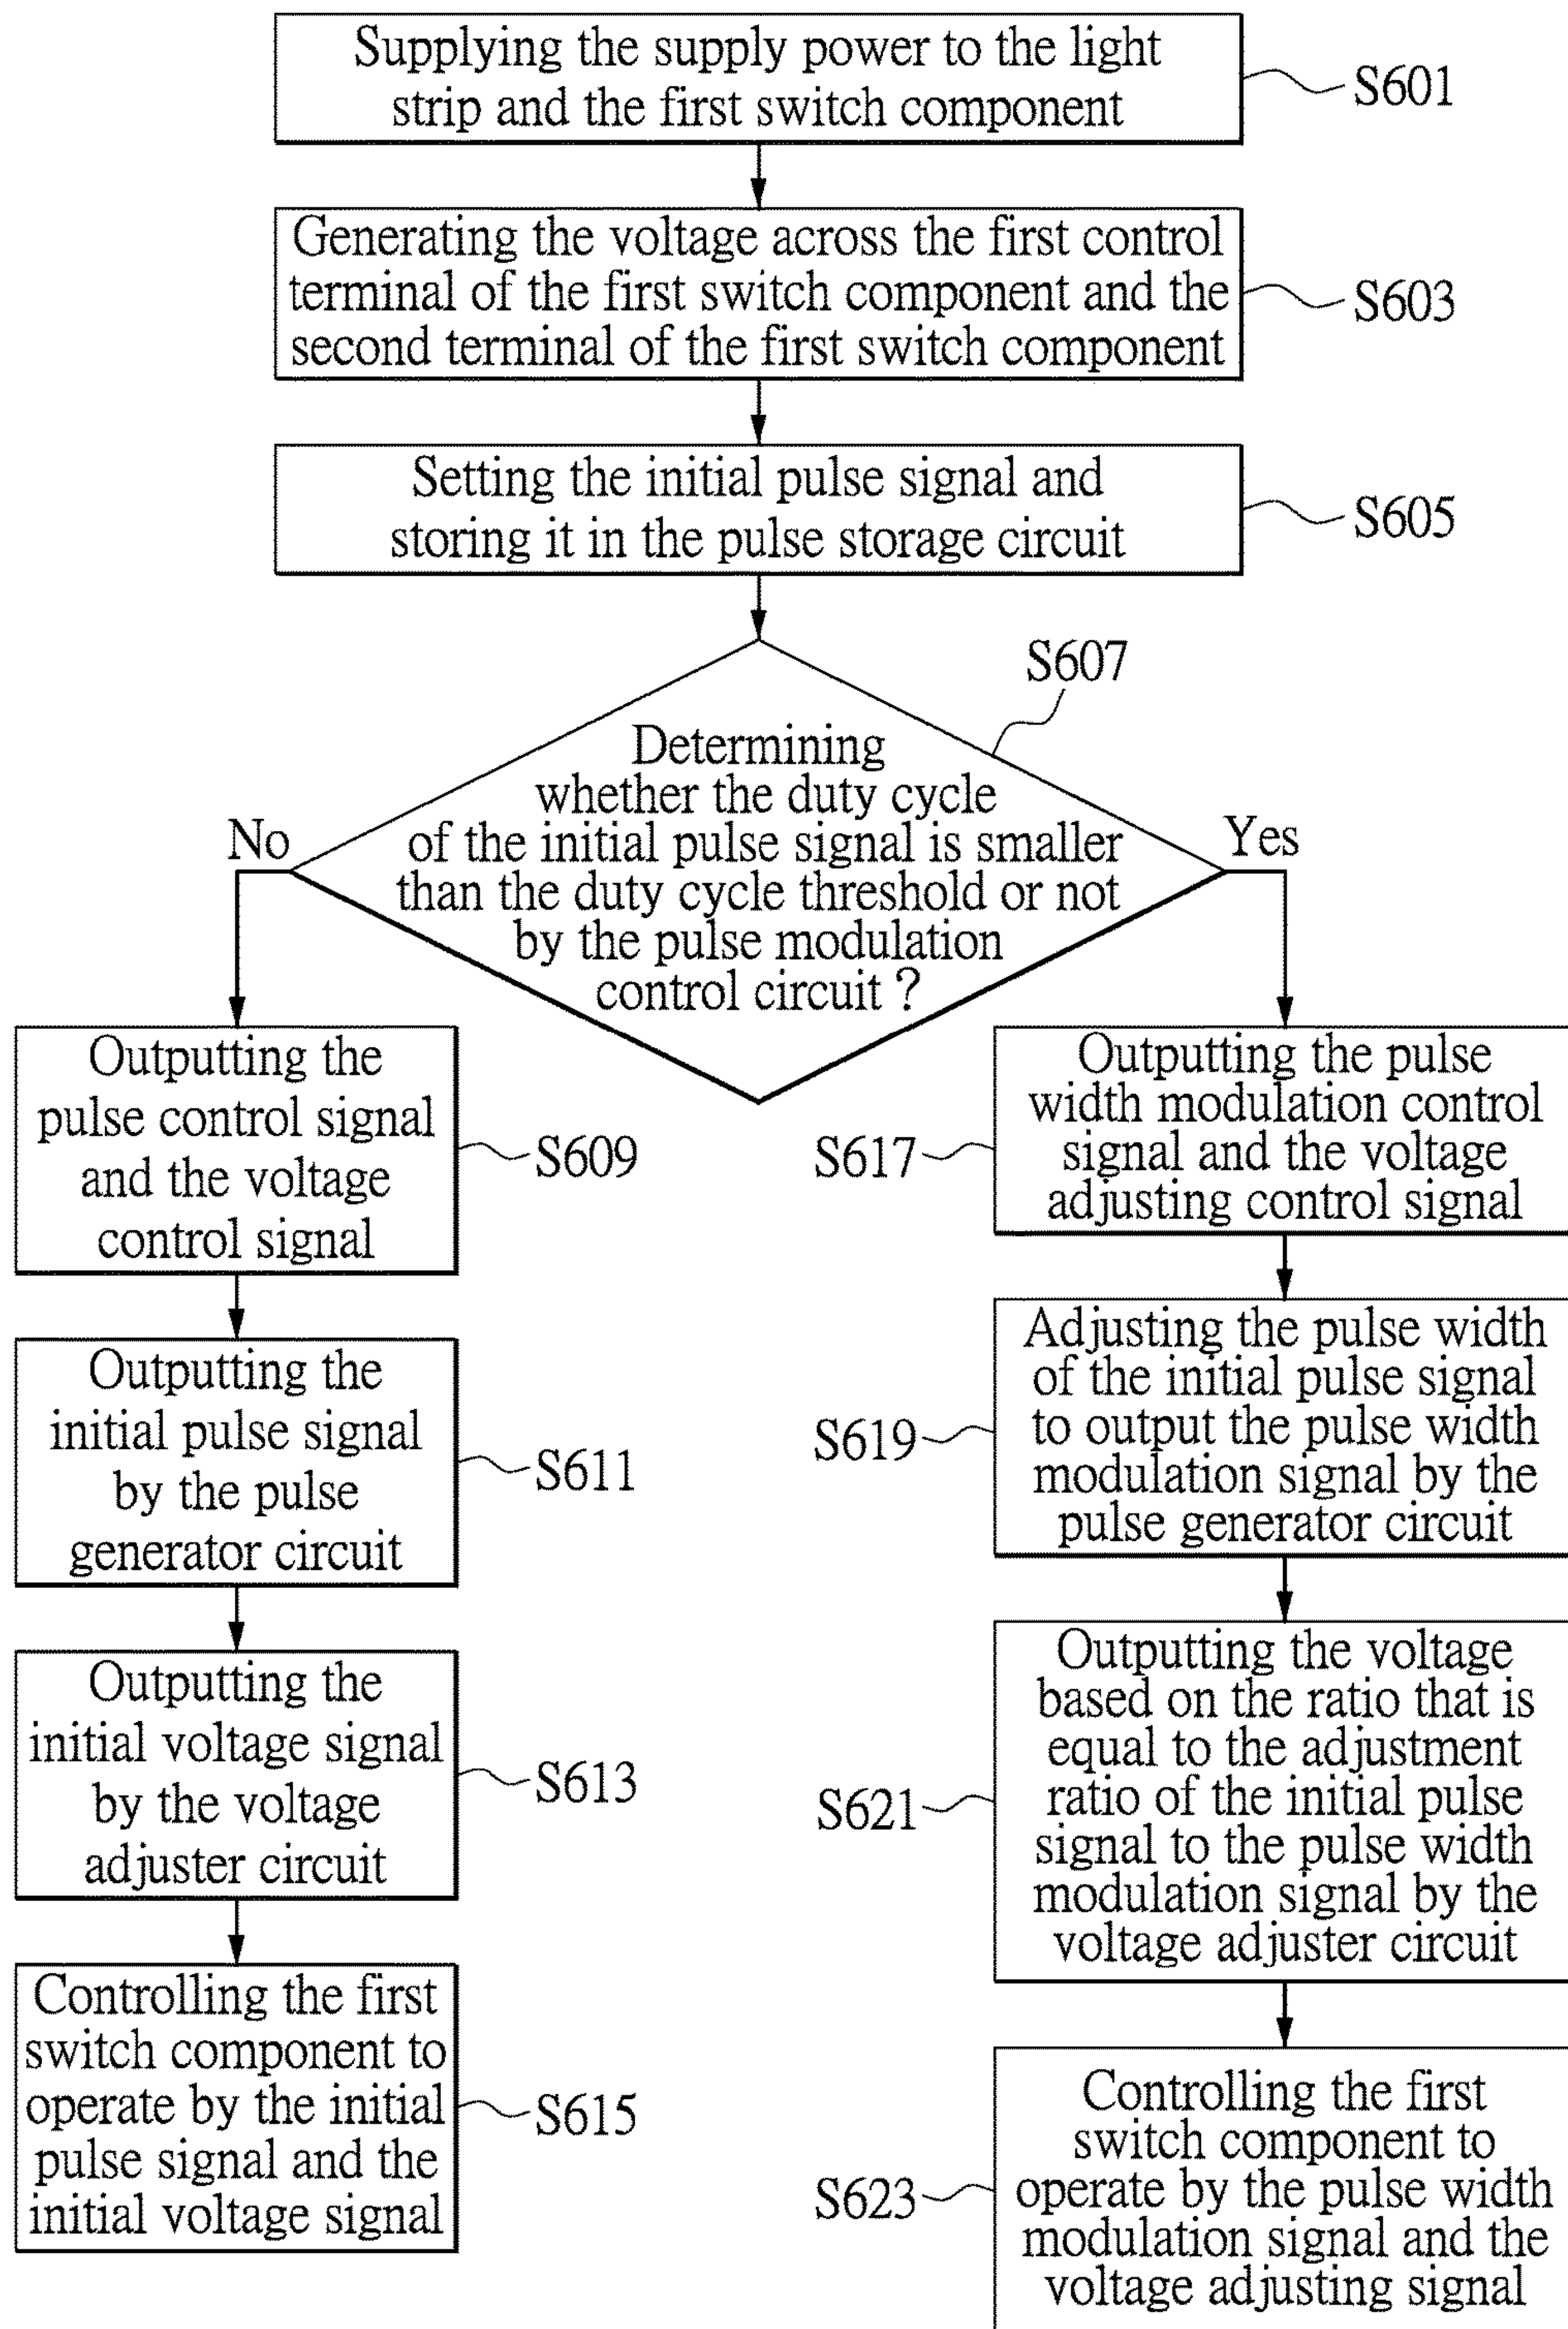 Supplying the supply power to the light
strip and the first switch component
S601
Generating the voltage across the first control
terminal of the first switch component and the
second terminal of the first switch component
S603
Setting the initial pulse signal and
storing it in the pulse storage circuit
S605
S607
Determining
whether the duty cycle
of the initial pulse signal is smaller
than the duty cycle threshold or not
by the pulse modulation
control circuit ?
No
Yes
Outputting the
pulse control signal
and the voltage
control signal
S609
Outputting the
initial pulse signal
by the pulse
generator circuit
S611
Outputting the
initial voltage signal
by the voltage
adjuster circuit
S613
Controlling the first
switch component to
operate by the initial
pulse signal and the
initial voltage signal
S615
Outputting the pulse
width modulation control
signal and the voltage
adjusting control signal
S617
Adjusting the pulse width
of the initial pulse signal
to output the pulse width
modulation signal by the
pulse generator circuit
S619
Outputting the voltage
based on the ratio that is
equal to the adjustment
ratio of the initial pulse
signal to the pulse width
modulation signal by the
voltage adjuster circuit
S621
Controlling the first
switch component to
operate by the pulse width
modulation signal and the
voltage adjusting signal
S623